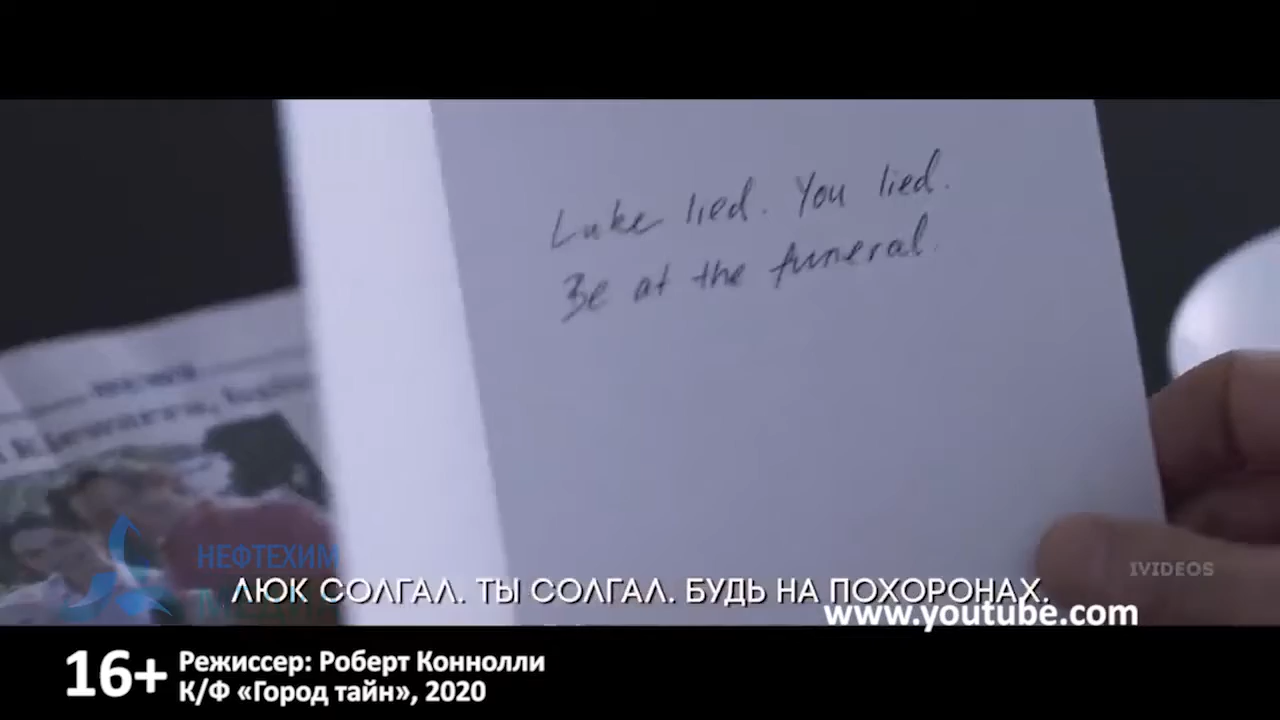 Luke lied. You lied.
Be at the funeral.
НЕФТЕХИМ
IVIDEOS
ЛЮК СОЛГАЛ. ТЫ СОЛГАЛ. БУДЬ НА ПОХОРОНАХ.
www.youtube.com
16+
Режиссер: Роберт Коннолли
К/Ф «Город тайн», 2020